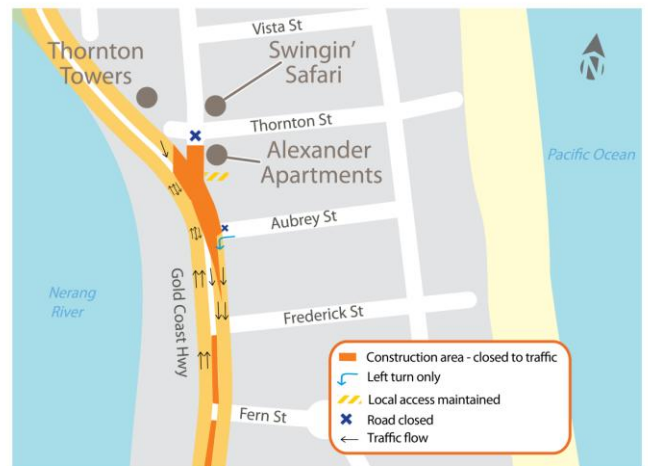 Vista St
Thornton
Towers
Swingin'
Safari
N
Thornton St
Alexander
Apartments
Pacific Ocean
Aubrey St
Nerang
River
Gold Coast Hwy
Frederick St
Fern St
Construction area - closed to traffic
Left turn only
Local access maintained
Road closed
Traffic flow